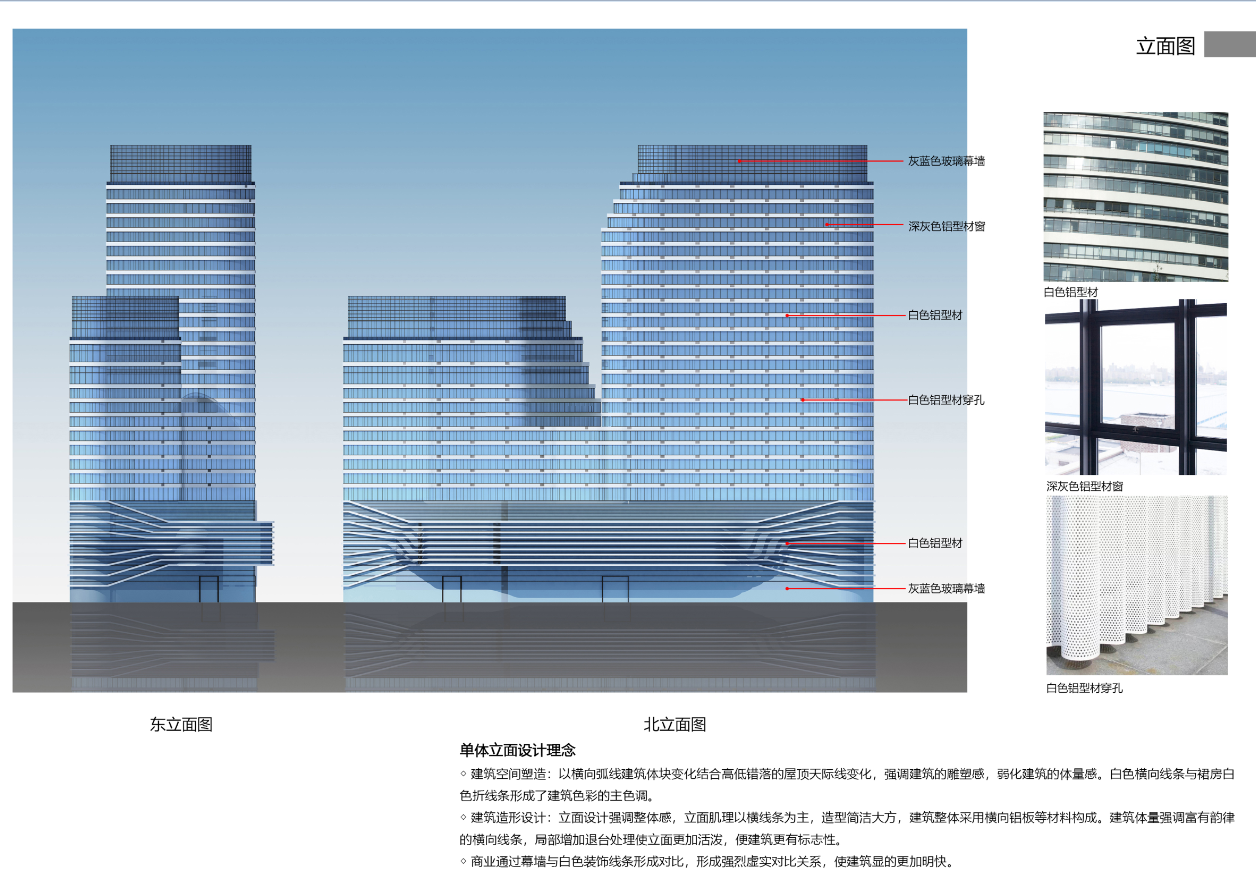 立面图
灰蓝色玻璃幕墙
深灰色铝型材窗
白色铝型材
白色铝型材穿孔
白色铝型材
灰蓝色玻璃幕墙
白色铝型材
深灰色铝型材窗
白色铝型材穿孔
东立面图
北立面图
单体立面设计理念
◇ 建筑空间塑造：以横向弧线建筑体块变化结合高低错落的屋顶天际线变化，强调建筑的雕塑感，弱化建筑的体量感。白色横向线条与裙房白
色折线条形成了建筑色彩的主色调。
◇ 建筑造形设计：立面设计强调整体感，立面肌理以横线条为主，造型简洁大方，建筑整体采用横向铝板等材料构成。建筑体量强调富有韵律
的横向线条，局部增加退台处理使立面更加活泼，便建筑更有标志性。
◇ 商业通过幕墙与白色装饰线条形成对比，形成强烈虚实对比关系，使建筑显的更加明快。